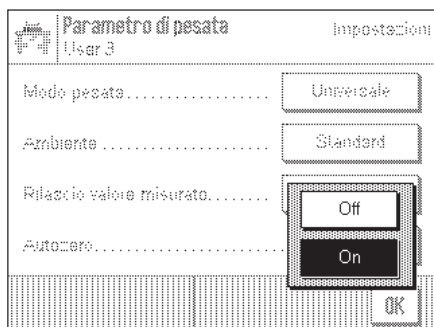 Parametro di pesata
Impostazioni
User 3
Modo pesata.................. Universale
Ambiente ..................... Standard
Rilascio valore misurato........
Off
Autozero.........................
On
OK